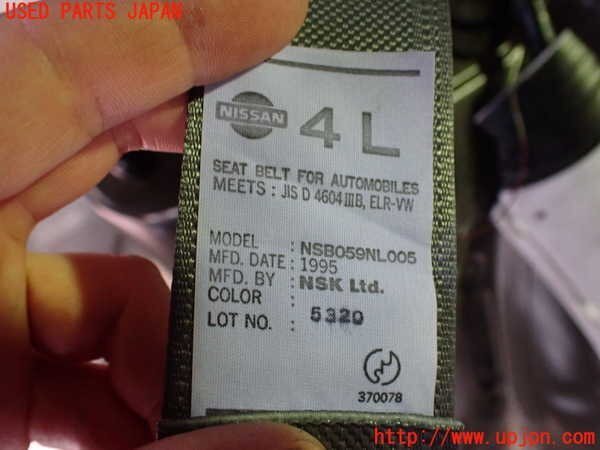 USED PARTS JAPAN
NISSAN 4L
SEAT BELT FOR AUTOMOBILES
MEETS : JIS D 4604 ⅢB, ELR-VW
MODEL : NSB059NL005
MFD. DATE : 1995
MFD. BY : NSK Ltd.
COLOR :
LOT NO. : 5320
370078
http://www.upjon.com/